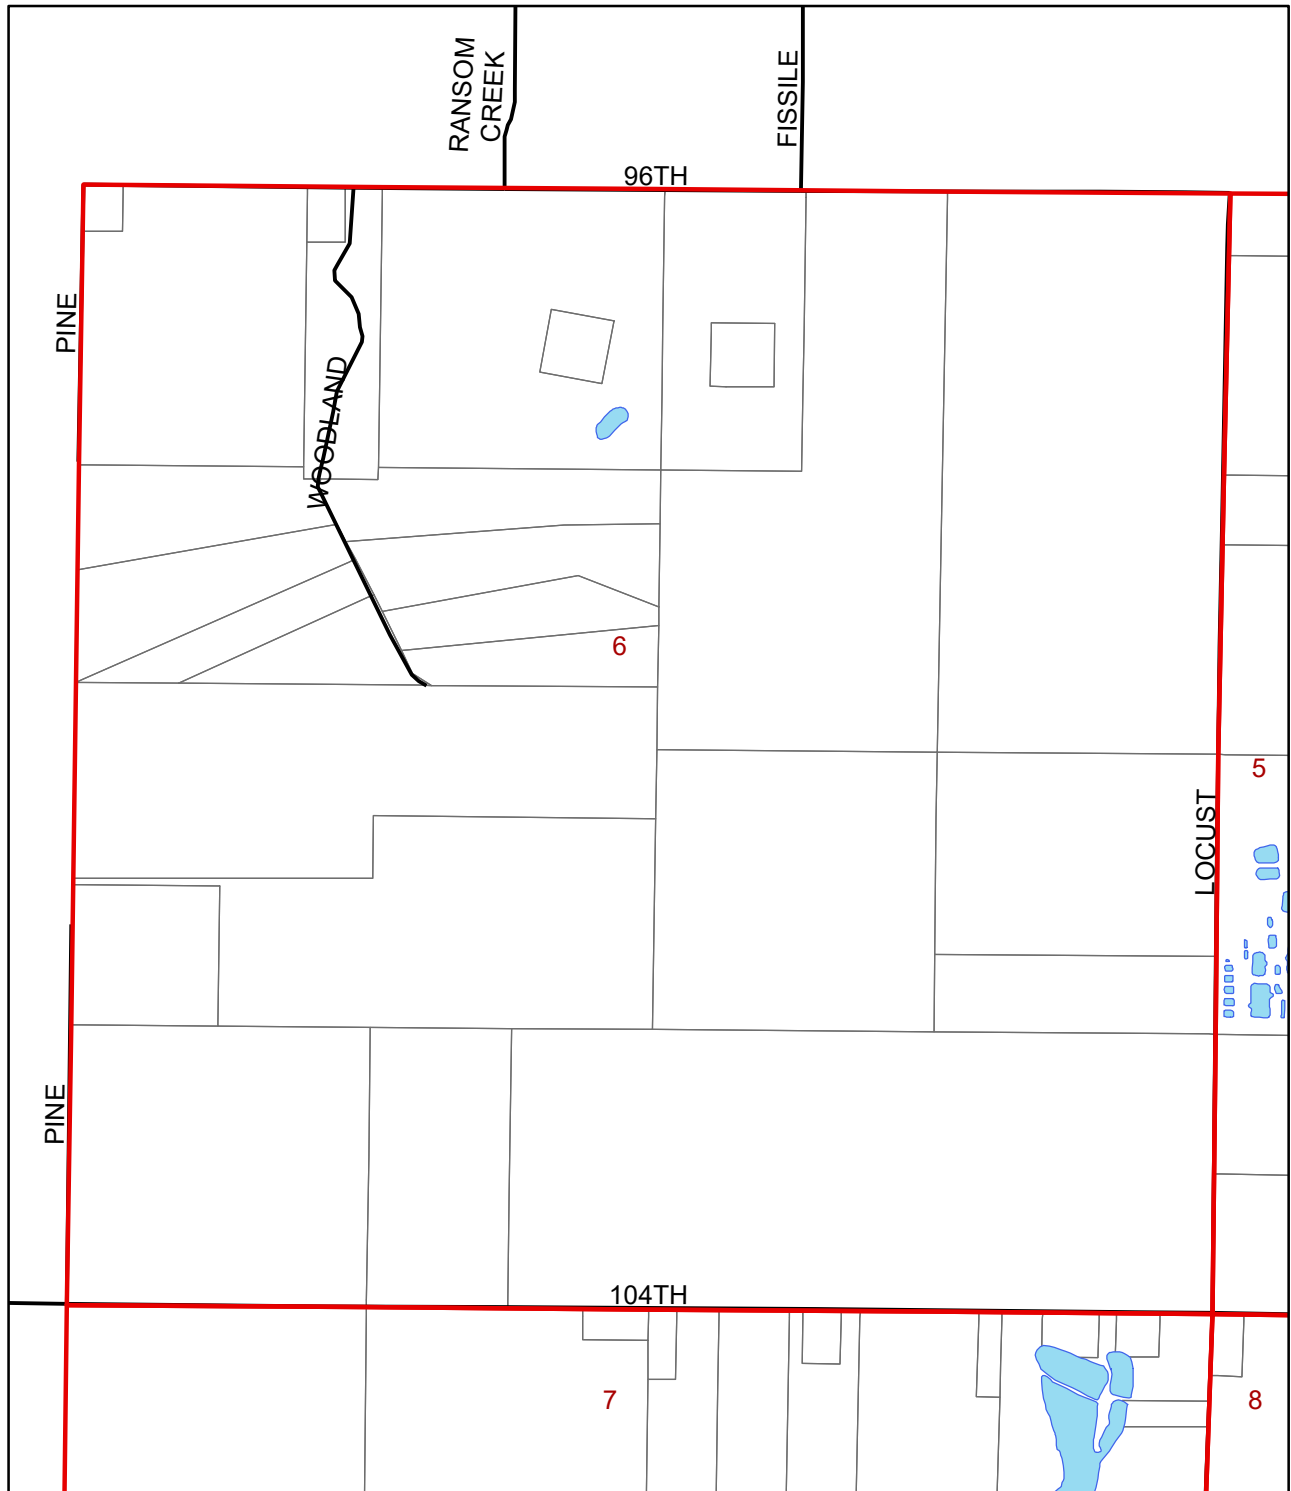 RANSOM
CREEK
FISSILE
96TH
PINE
WOODLAND
6
5
LOCUST
PINE
104TH
7
8